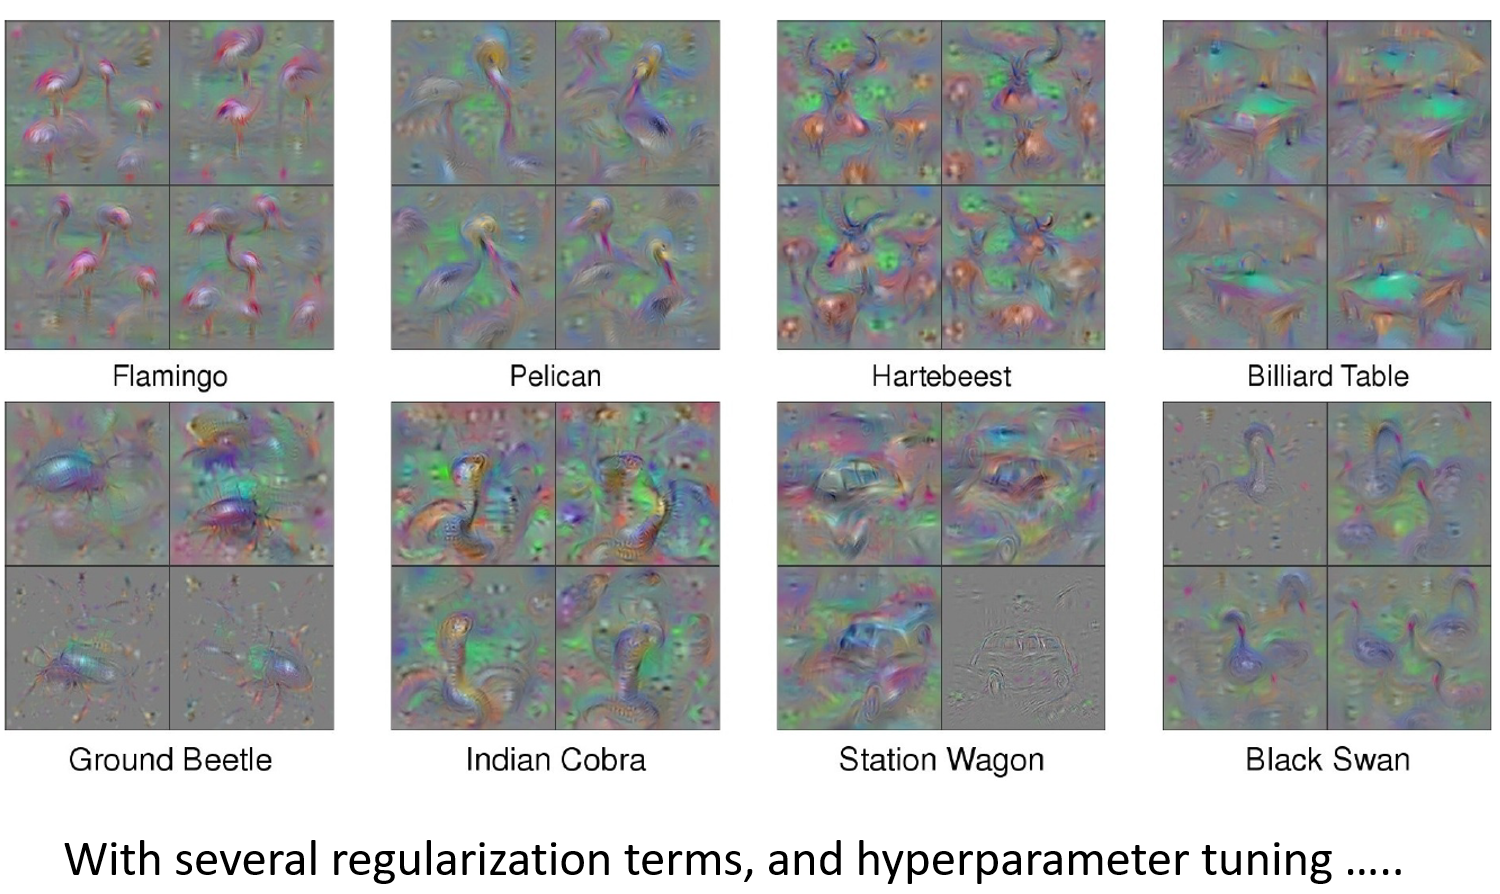 Flamingo
Pelican
Hartebeest
Billiard Table
Ground Beetle
Indian Cobra
Station Wagon
Black Swan
With several regularization terms, and hyperparameter tuning .....